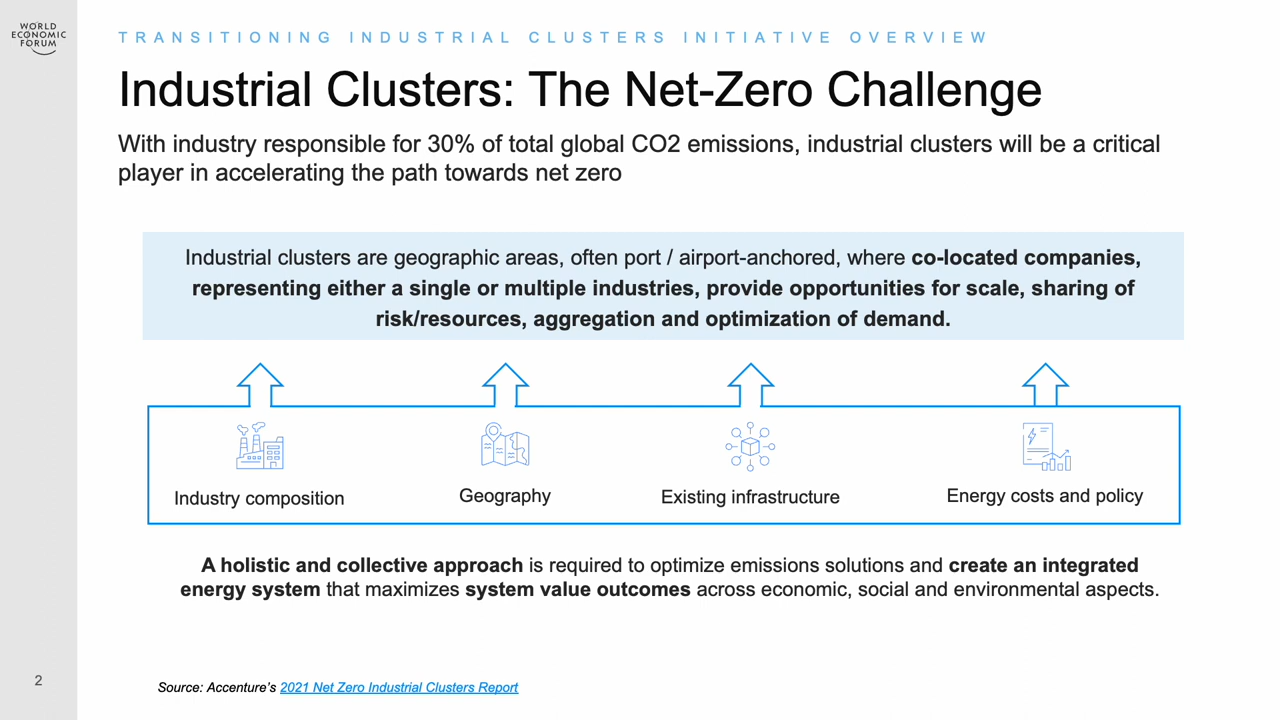 WORLD
ECONOMIC
FORUM
TRANSITIONING INDUSTRIAL CLUSTERS INITIATIVE OVERVIEW
Industrial Clusters: The Net-Zero Challenge
With industry responsible for 30% of total global CO2 emissions, industrial clusters will be a critical
player in accelerating the path towards net zero
Industrial clusters are geographic areas, often port / airport-anchored, where co-located companies,
representing either a single or multiple industries, provide opportunities for scale, sharing of
risk/resources, aggregation and optimization of demand.
Industry composition
Geography
Existing infrastructure
Energy costs and policy
A holistic and collective approach is required to optimize emissions solutions and create an integrated
energy system that maximizes system value outcomes across economic, social and environmental aspects.
2
Source: Accenture’s 2021 Net Zero Industrial Clusters Report